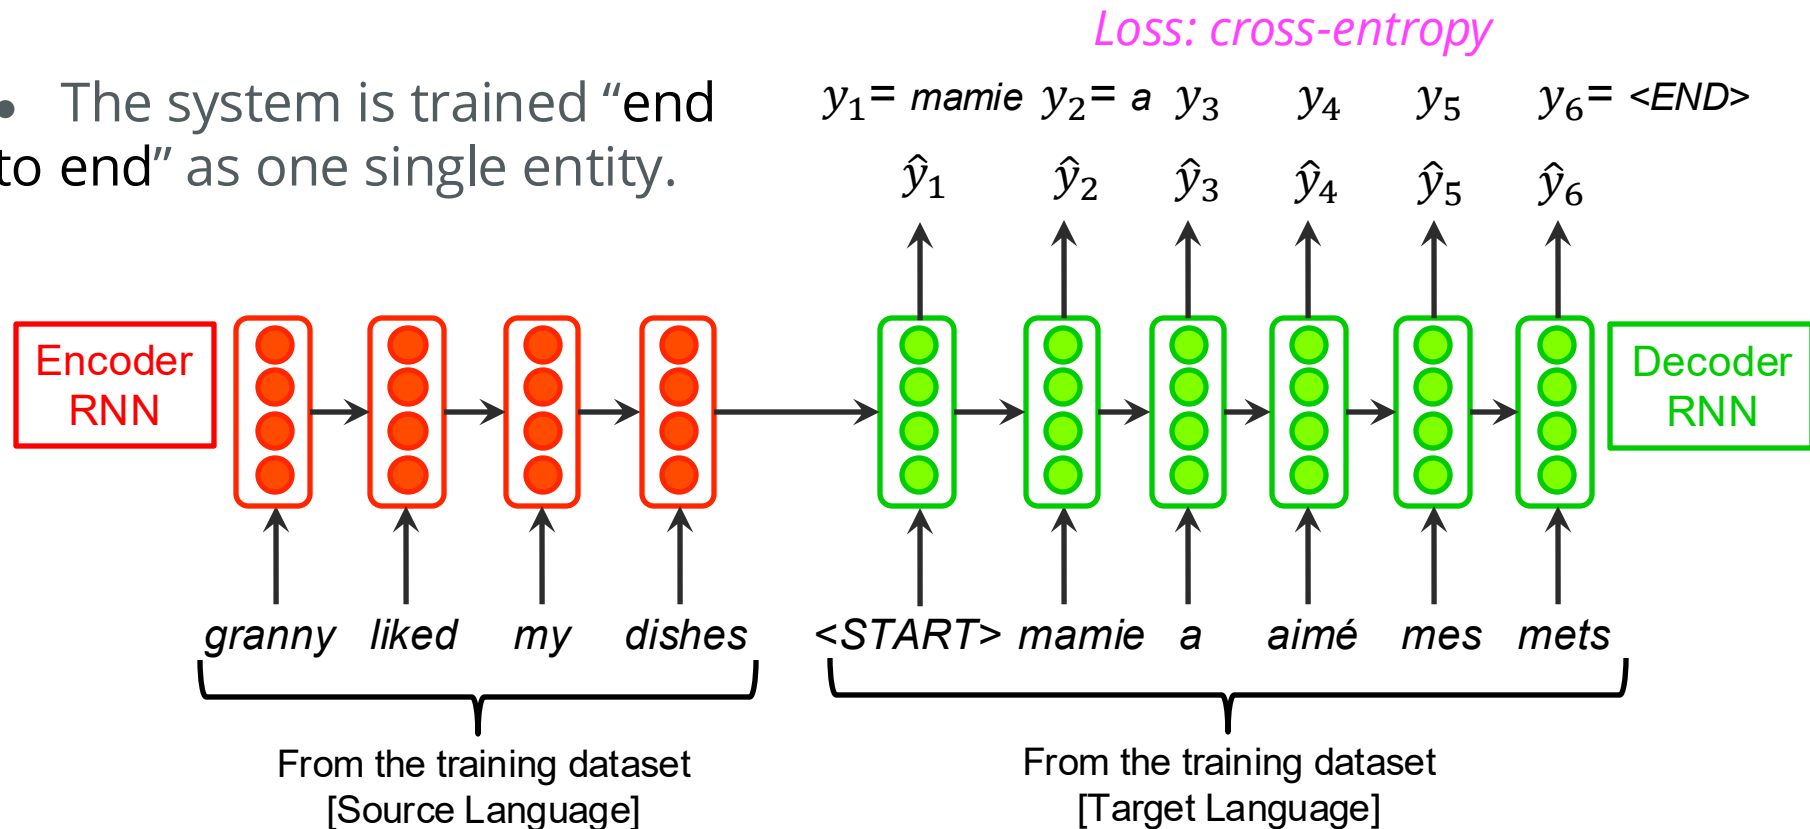 Loss: cross-entropy
• The system is trained “end
to end” as one single entity.
y₁= mamie y₂= a y₃ y₄ y₅ y₆= <END>
ŷ₁ ŷ₂ ŷ₃ ŷ₄ ŷ₅ ŷ₆
Encoder
RNN
Decoder
RNN
granny liked my dishes <START> mamie a aimé mes mets
From the training dataset
[Source Language]
From the training dataset
[Target Language]